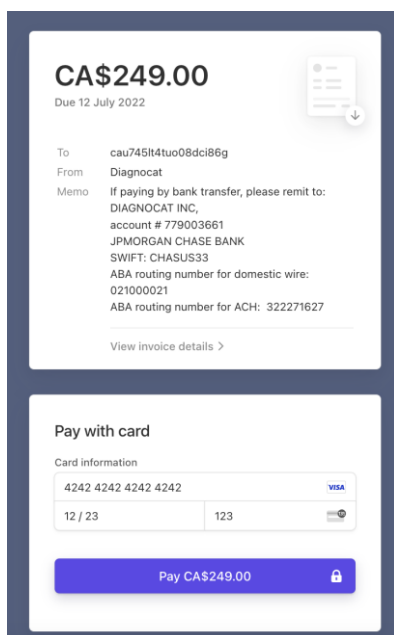 CA$249.00
Due 12 July 2022
To cau745lt4tuo08dci86g
From Diagnocat
Memo If paying by bank transfer, please remit to:
DIAGNOCAT INC,
account # 779003661
JPMORGAN CHASE BANK
SWIFT: CHASUS33
ABA routing number for domestic wire:
021000021
ABA routing number for ACH: 322271627
View invoice details >
Pay with card
Card information
4242 4242 4242 4242 VISA
12 / 23 123
Pay CA$249.00